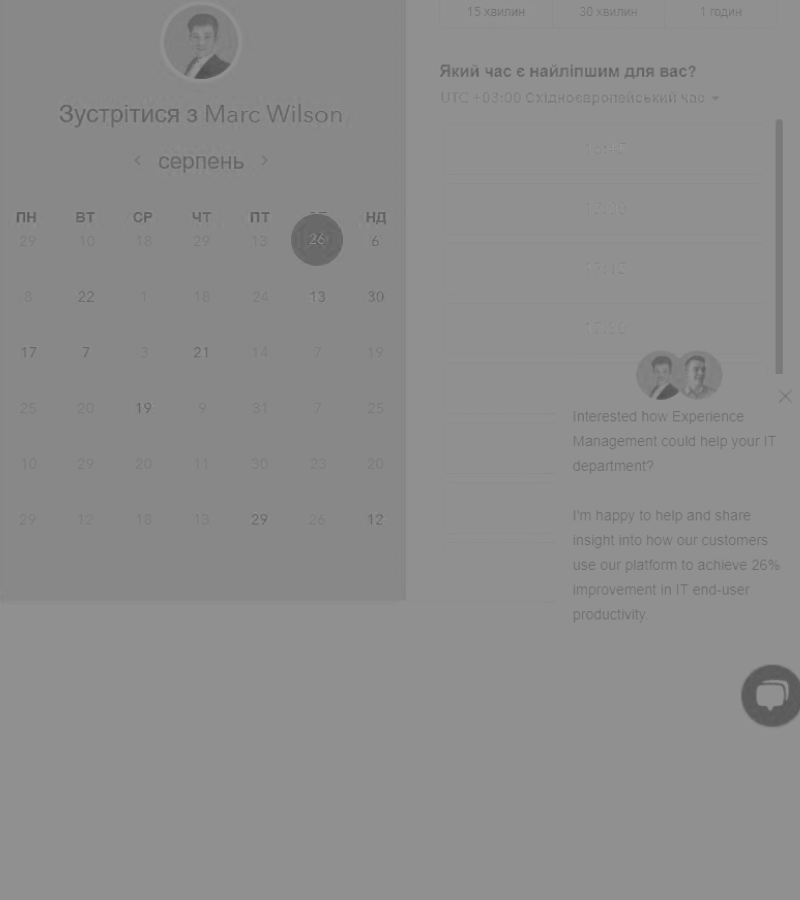 15 хвилин 30 хвилин 1 годин
Який час є найліпшим для вас?
UTC +03:00 Східноєвропейський час
Зустрітися з Marc Wilson
серпень
ПН ВТ СР ЧТ ПТ НД
29 10 18 29 13 26 6
8 22 1 18 24 13 30
17 7 3 21 14 7 19
25 20 19 9 31 7 25
10 29 20 11 30 23 20
29 12 18 13 29 26 12
Interested how Experience
Management could help your IT
department?
I'm happy to help and share
insight into how our customers
use our platform to achieve 26%
improvement in IT end-user
productivity.